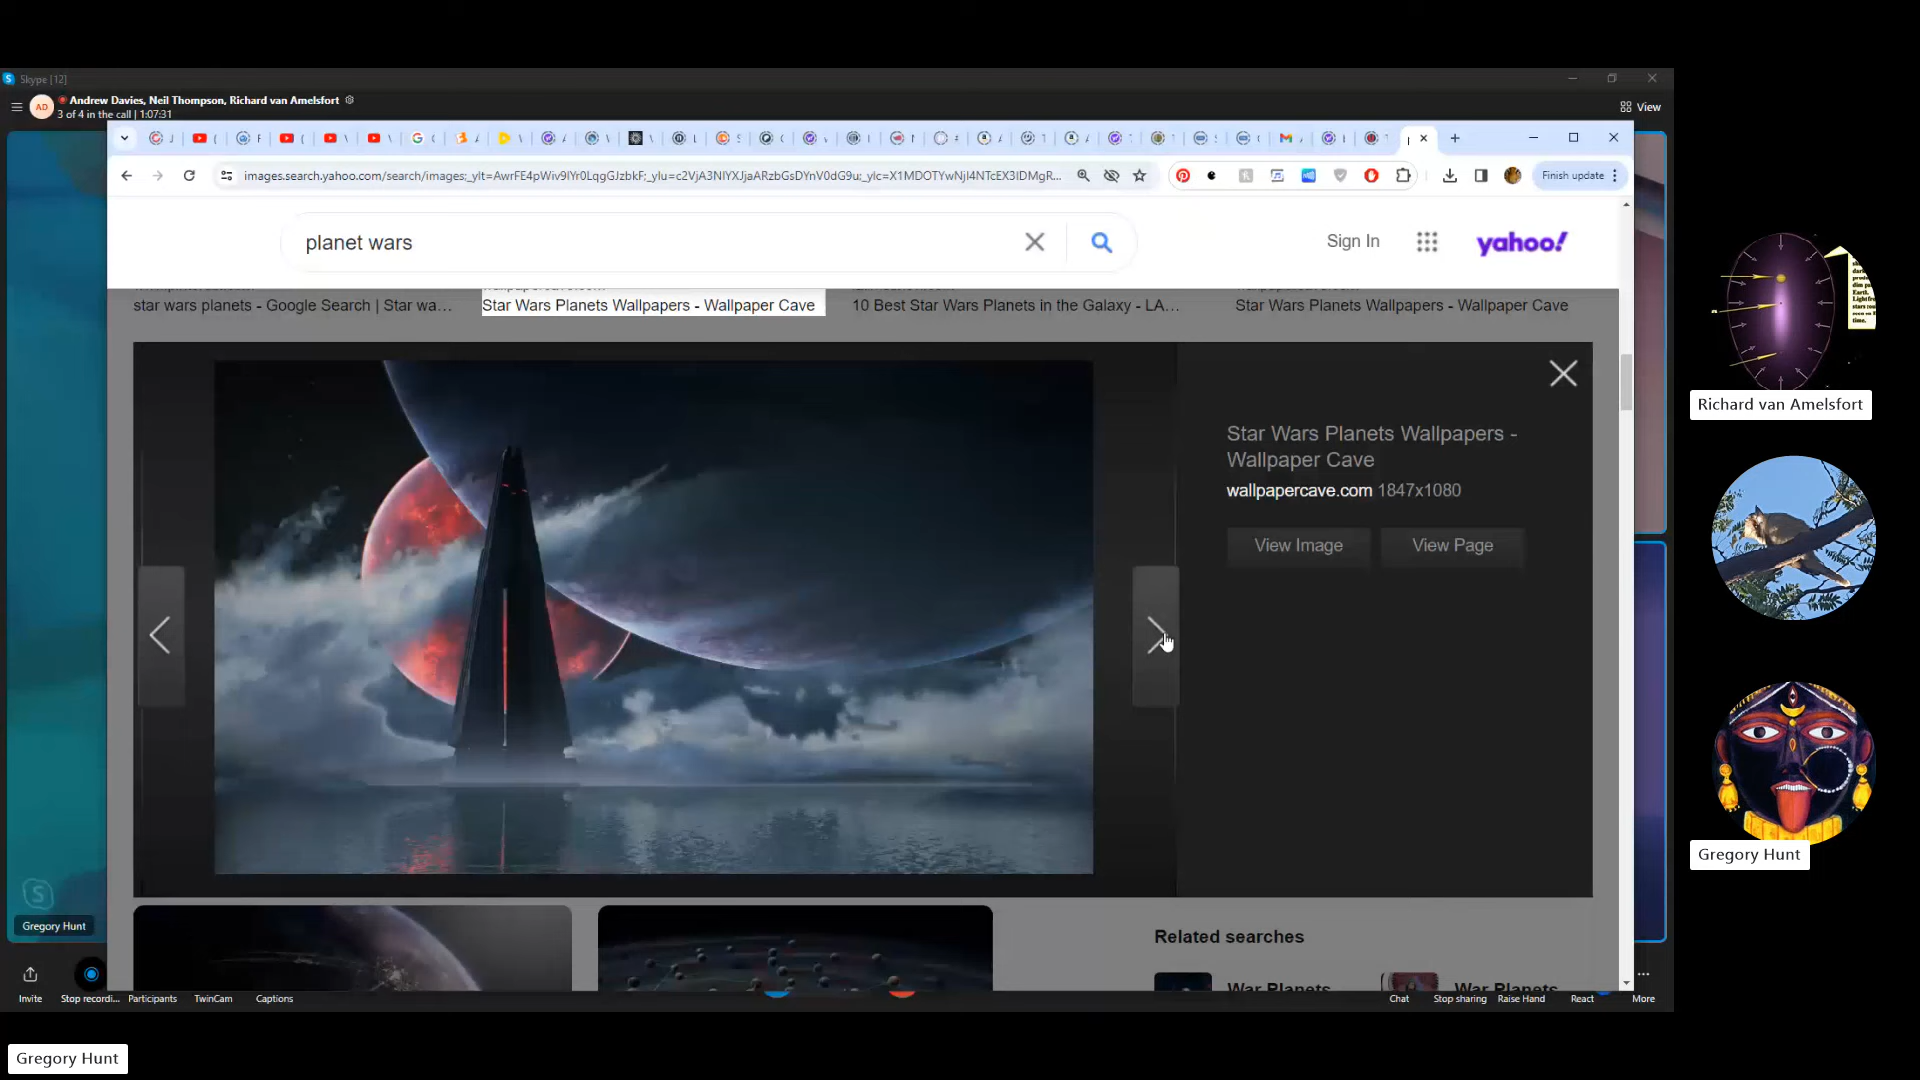 Skype [12]
AD
Andrew Davies, Neil Thompson, Richard van Amelsfort
3 of 4 in the call | 1:07:31
View
images.search.yahoo.com/search/images;_ylt=AwrFE4pWiv9lYr0LqgGJzbkF;_ylu=c2VjA3NlYXJjaARzbGsDYnV0dG9u;_ylc=X1MDOTYwNjI4NTcEX3IDMgR...
Finish update
planet wars
Sign In
yahoo!
star wars planets - Google Search | Star wa...
Star Wars Planets Wallpapers - Wallpaper Cave
10 Best Star Wars Planets in the Galaxy - LA...
Star Wars Planets Wallpapers - Wallpaper Cave
Star Wars Planets Wallpapers -
Wallpaper Cave
wallpapercave.com 1847x1080
View Image
View Page
Related searches
War Planets
War Planets
Gregory Hunt
Invite
Stop recordi...
Participants
TwinCam
Captions
Chat
Stop sharing
Raise Hand
React
More
Richard van Amelsfort
Gregory Hunt
Gregory Hunt